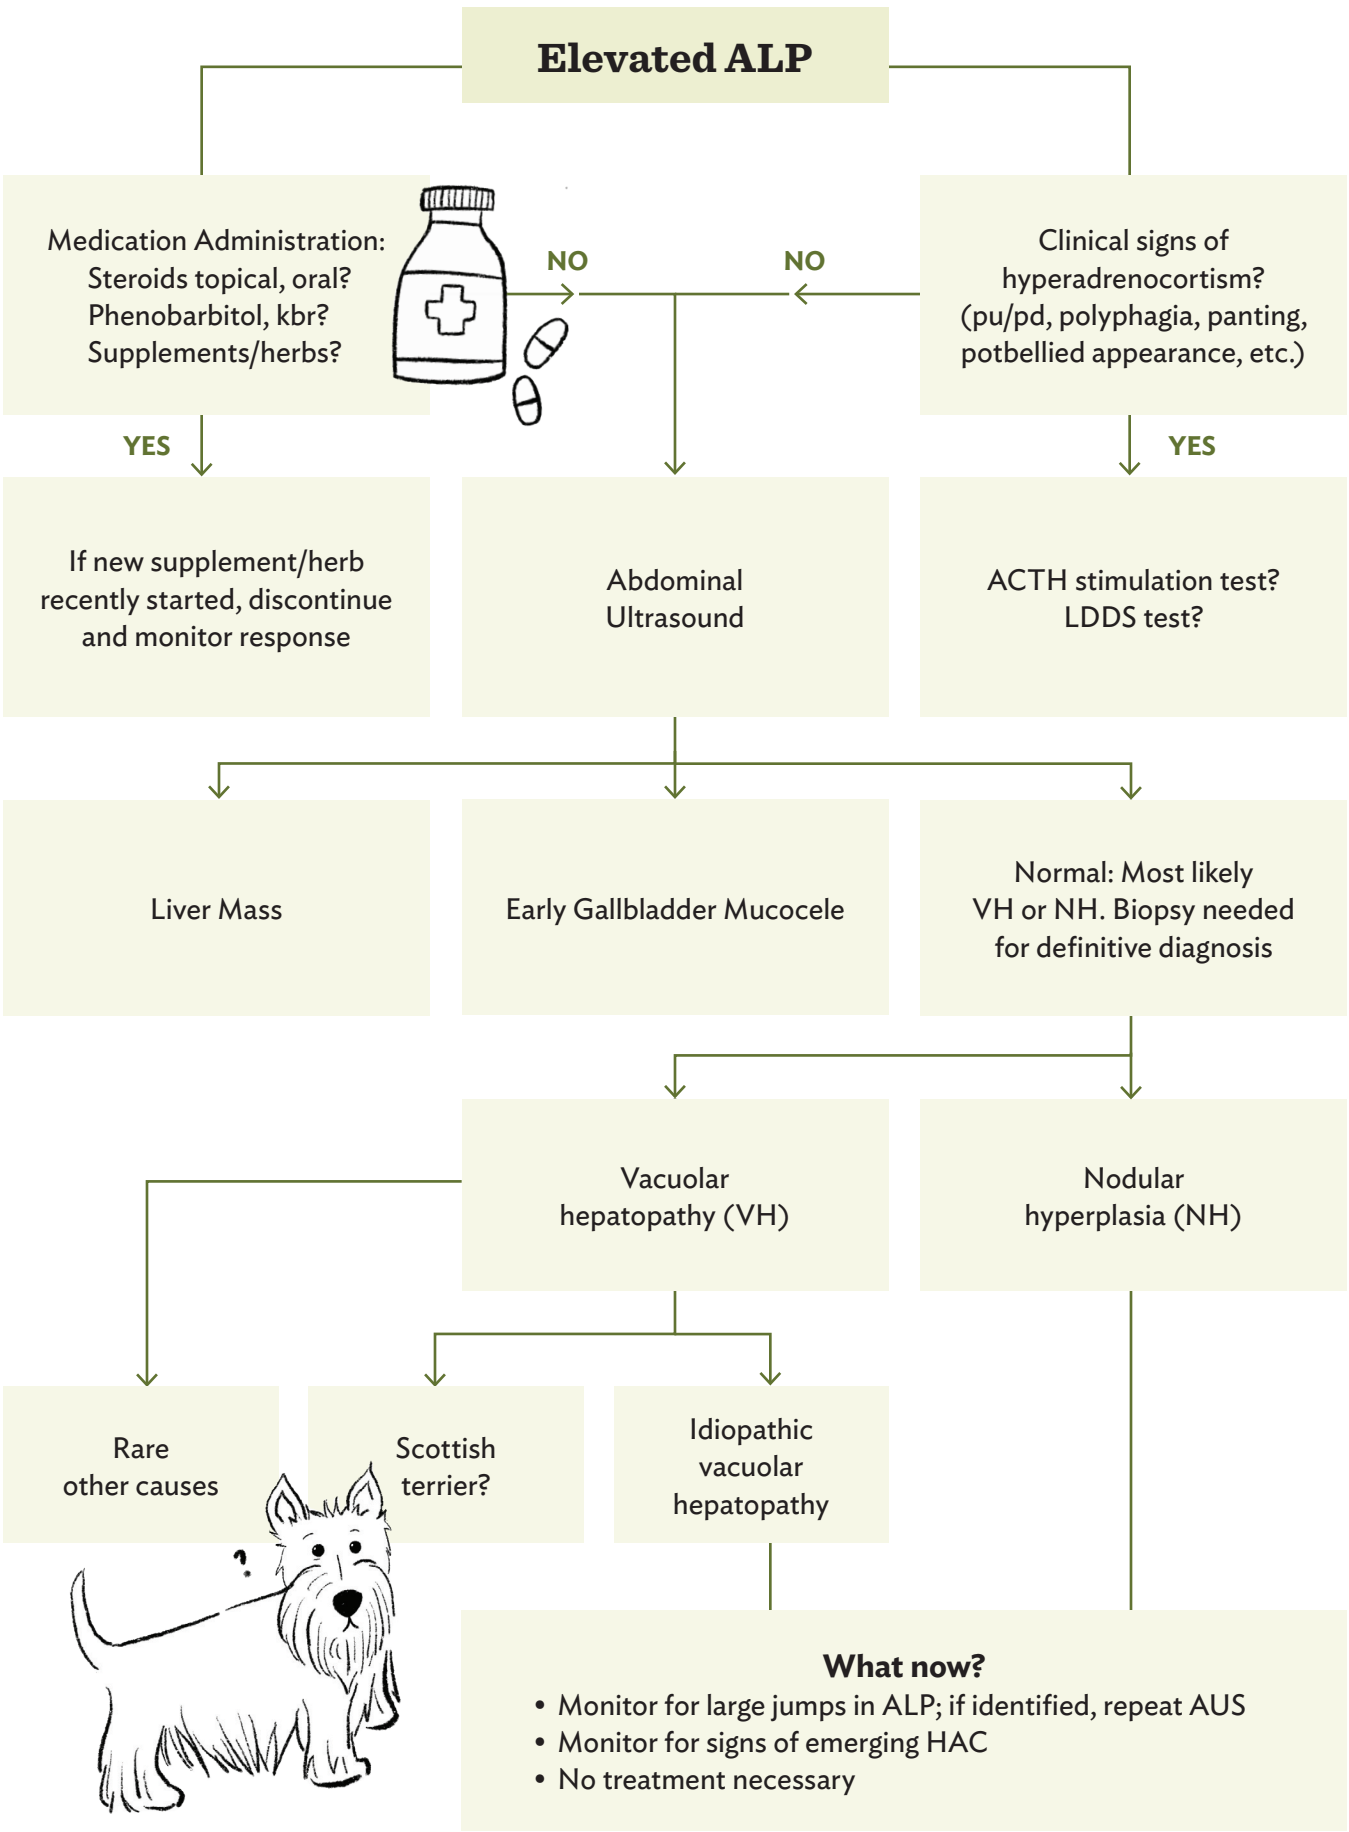 Elevated ALP
Medication Administration:
Steroids topical, oral?
Phenobarbitol, kbr?
Supplements/herbs?
NO
NO
Clinical signs of
hyperadrenocortism?
(pu/pd, polyphagia, panting,
potbellied appearance, etc.)
YES
YES
If new supplement/herb
recently started, discontinue
and monitor response
Abdominal
Ultrasound
ACTH stimulation test?
LDDS test?
Liver Mass
Early Gallbladder Mucocele
Normal: Most likely
VH or NH. Biopsy needed
for definitive diagnosis
Vacuolar
hepatopathy (VH)
Nodular
hyperplasia (NH)
Rare
other causes
Scottish
terrier?
Idiopathic
vacuolar
hepatopathy
?
What now?
• Monitor for large jumps in ALP; if identified, repeat AUS
• Monitor for signs of emerging HAC
• No treatment necessary